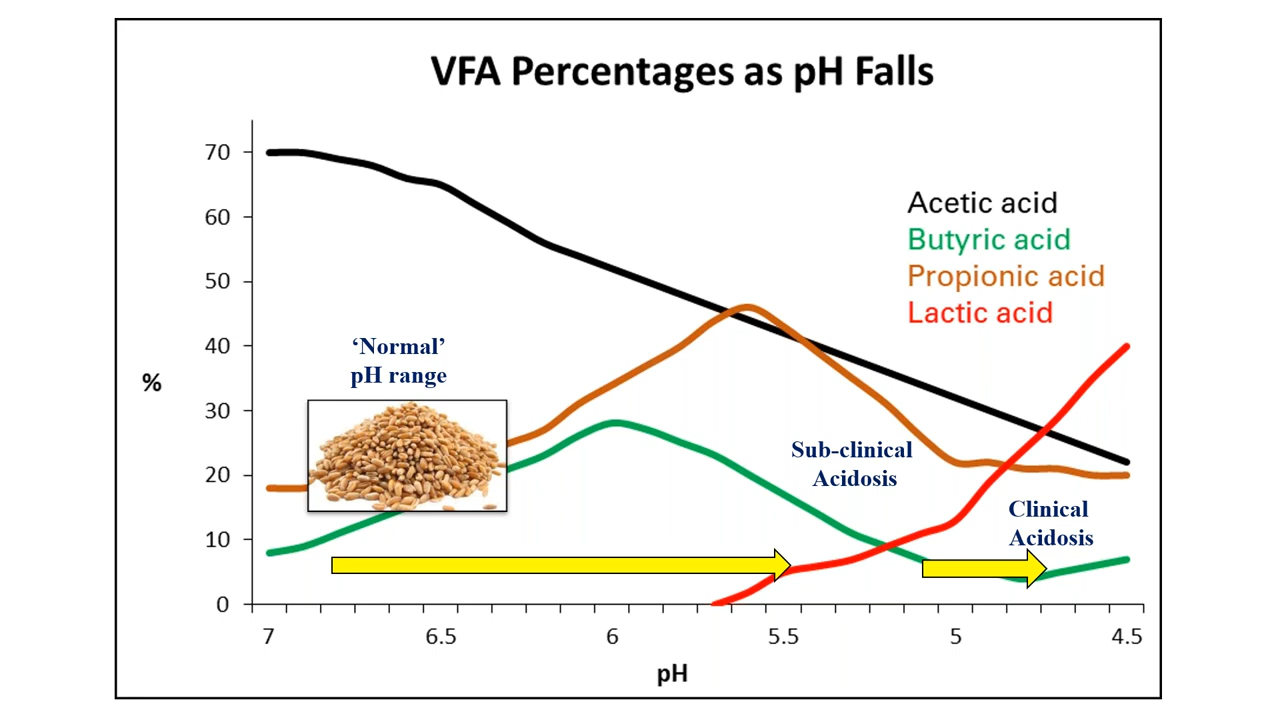 VFA Percentages as pH Falls
70
60
50
40
30
20
10
0
%
Acetic acid
Butyric acid
Propionic acid
Lactic acid
‘Normal’
pH range
Sub-clinical
Acidosis
Clinical
Acidosis
7 6.5 6 5.5 5 4.5
pH